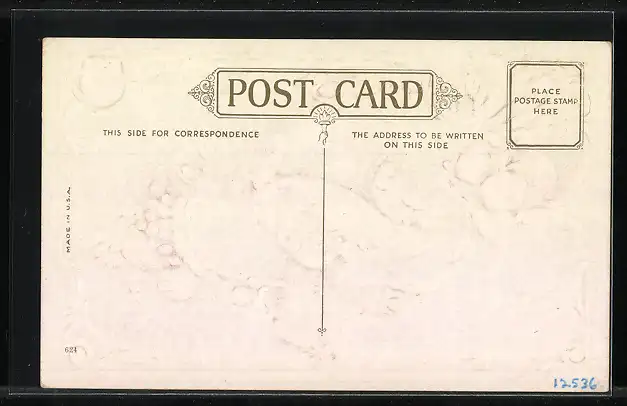 POST CARD
PLACE
POSTAGE STAMP
HERE
THIS SIDE FOR CORRESPONDENCE
THE ADDRESS TO BE WRITTEN
ON THIS SIDE
MADE IN U.S.A.
624
12536